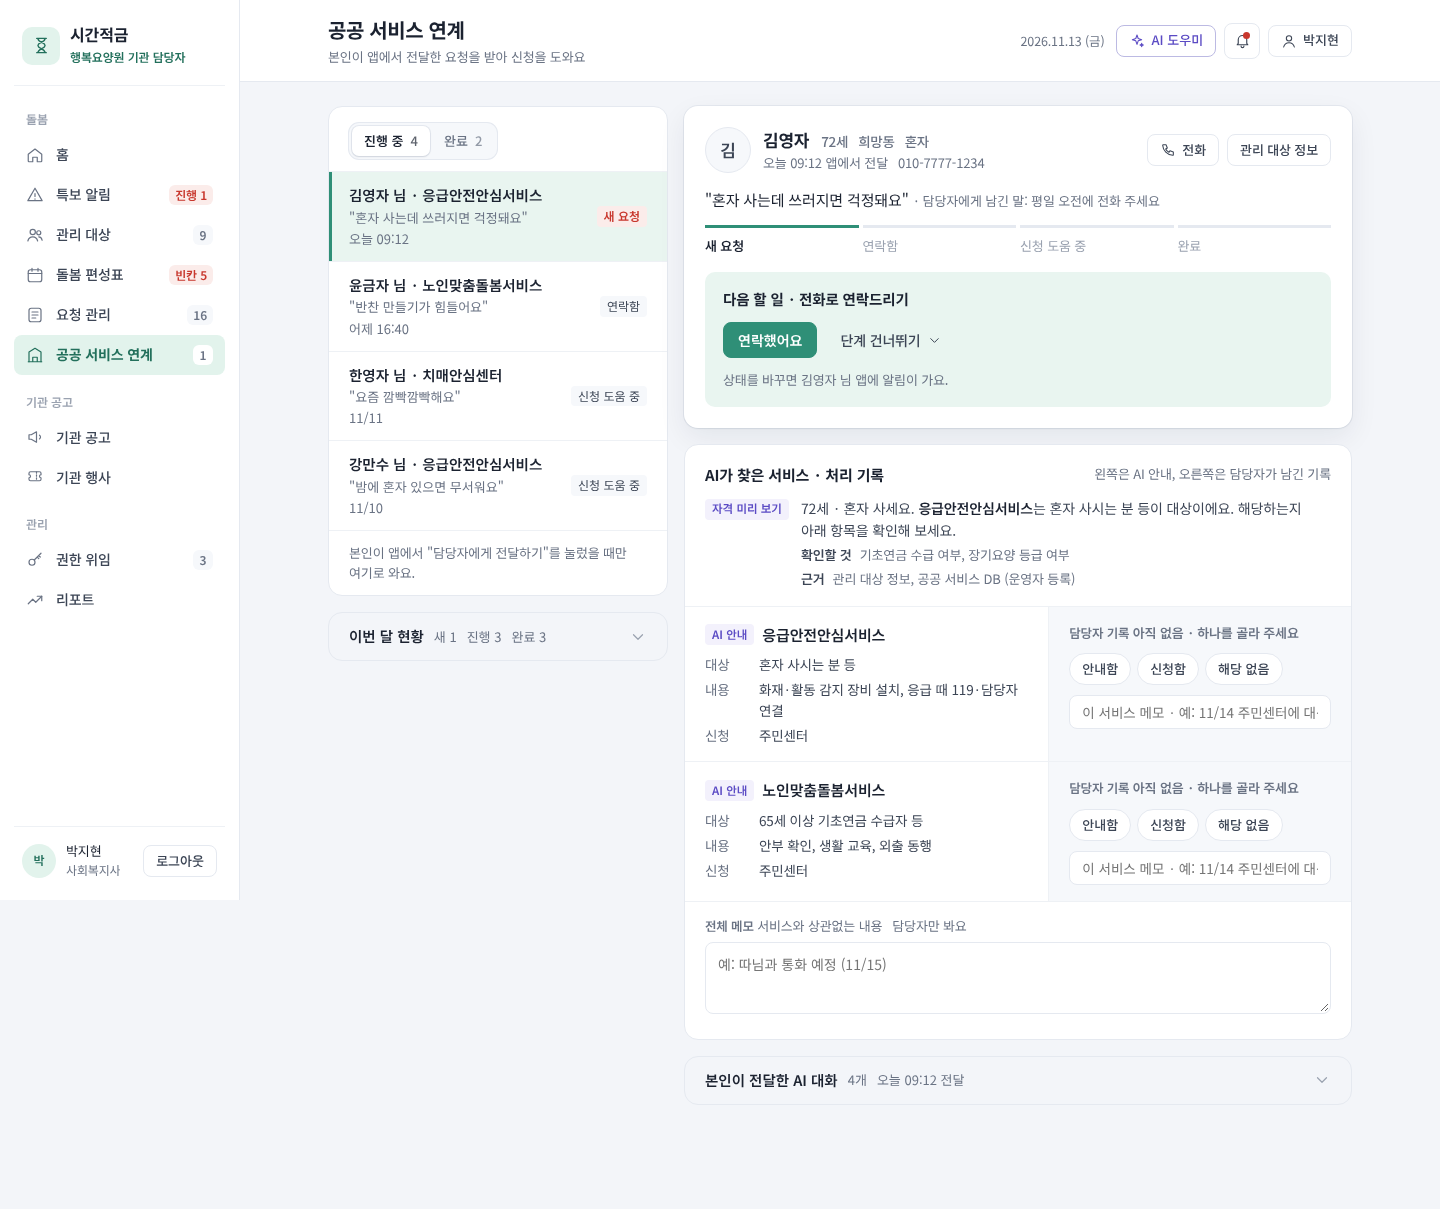 시간적금
행복요양원 기관 담당자
돌봄
홈
특보 알림 진행 1
관리 대상 9
돌봄 편성표 빈칸 5
요청 관리 16
공공 서비스 연계 1
기관 공고
기관 공고
기관 행사
관리
권한 위임 3
리포트
박 박지현
사회복지사
로그아웃
공공 서비스 연계
본인이 앱에서 전달한 요청을 받아 신청을 도와요
2026.11.13 (금) AI 도우미 박지현
진행 중 4 완료 2
김영자 님 · 응급안전안심서비스
"혼자 사는데 쓰러지면 걱정돼요"
오늘 09:12
새 요청
윤금자 님 · 노인맞춤돌봄서비스
"반찬 만들기가 힘들어요"
어제 16:40
연락함
한영자 님 · 치매안심센터
"요즘 깜빡깜빡해요"
11/11
신청 도움 중
강만수 님 · 응급안전안심서비스
"밤에 혼자 있으면 무서워요"
11/10
신청 도움 중
본인이 앱에서 "담당자에게 전달하기"를 눌렀을 때만
여기로 와요.
이번 달 현황 새 1 진행 3 완료 3
김 김영자 72세 희망동 혼자
오늘 09:12 앱에서 전달 010-7777-1234
전화 관리 대상 정보
"혼자 사는데 쓰러지면 걱정돼요" · 담당자에게 남긴 말: 평일 오전에 전화 주세요
새 요청 연락함 신청 도움 중 완료
다음 할 일 · 전화로 연락드리기
연락했어요 단계 건너뛰기
상태를 바꾸면 김영자 님 앱에 알림이 가요.
AI가 찾은 서비스 · 처리 기록 왼쪽은 AI 안내, 오른쪽은 담당자가 남긴 기록
자격 미리 보기 72세 · 혼자 사세요. 응급안전안심서비스는 혼자 사시는 분 등이 대상이에요. 해당하는지
아래 항목을 확인해 보세요.
확인할 것 기초연금 수급 여부, 장기요양 등급 여부
근거 관리 대상 정보, 공공 서비스 DB (운영자 등록)
AI 안내 응급안전안심서비스
대상 혼자 사시는 분 등
내용 화재·활동 감지 장비 설치, 응급 때 119·담당자
연결
신청 주민센터
담당자 기록 아직 없음 · 하나를 골라 주세요
안내함 신청함 해당 없음
이 서비스 메모 · 예: 11/14 주민센터에 대·
AI 안내 노인맞춤돌봄서비스
대상 65세 이상 기초연금 수급자 등
내용 안부 확인, 생활 교육, 외출 동행
신청 주민센터
담당자 기록 아직 없음 · 하나를 골라 주세요
안내함 신청함 해당 없음
이 서비스 메모 · 예: 11/14 주민센터에 대·
전체 메모 서비스와 상관없는 내용 담당자만 봐요
예: 따님과 통화 예정 (11/15)
본인이 전달한 AI 대화 4개 오늘 09:12 전달